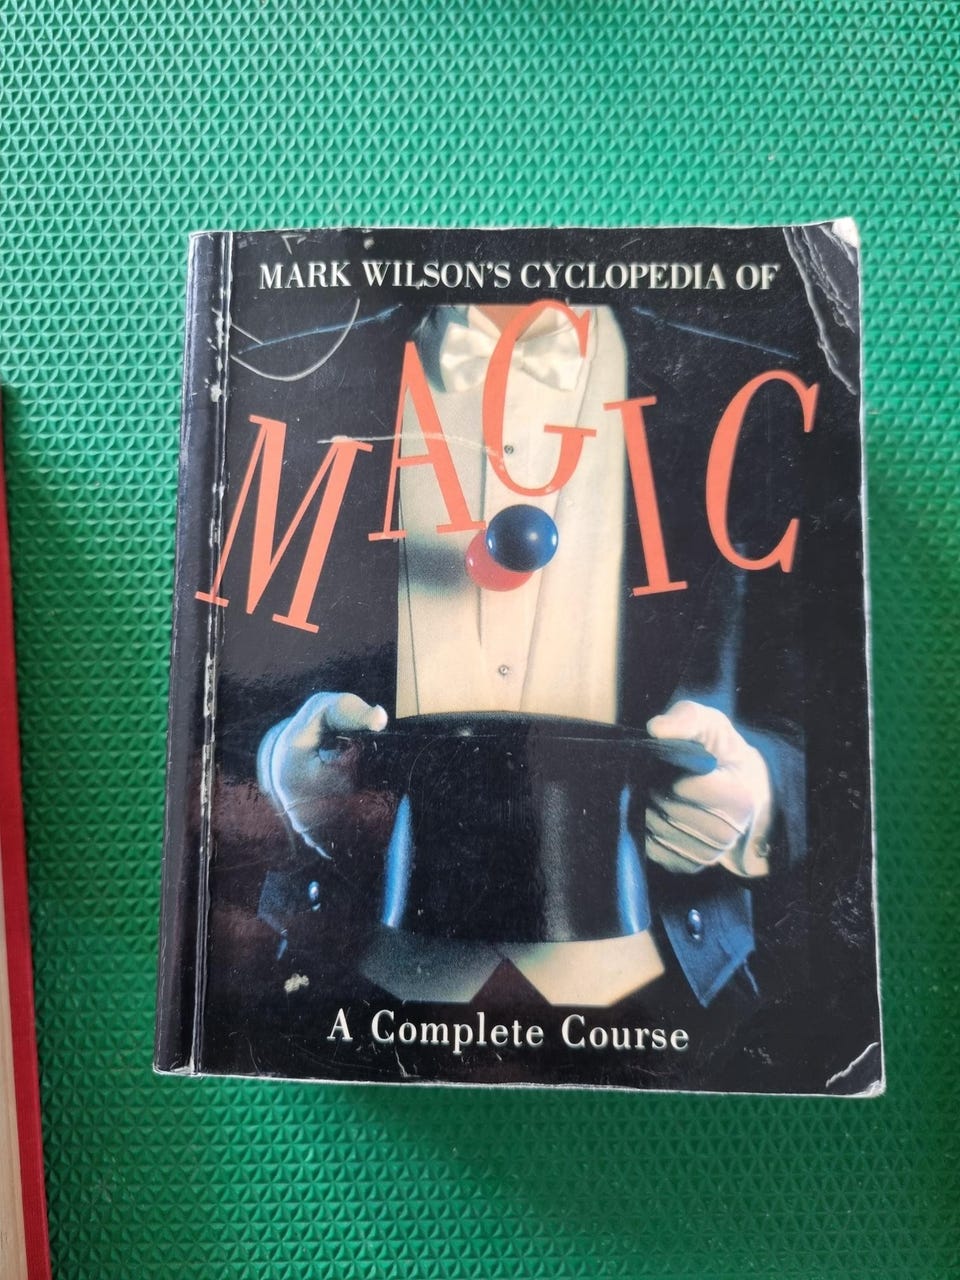 MARK WILSON'S CYCLOPEDIA OF
MAGIC
A Complete Course